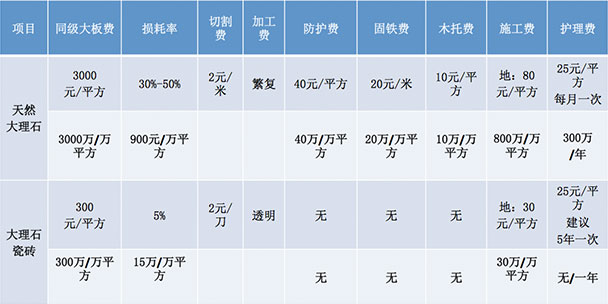 项目 同级大板费 损耗率 切割费 加工费 防护费 固铁费 木托费 施工费 护理费
天然大理石
3000元/平方 30%-50% 2元/米 繁复 40元/平方 20元/米 10元/平方 地：80元/平方 25元/平方每月一次
3000万/万平方 900元/万平方 40万/万平方 20万/万平方 10万/万平方 800万/万平方 300万/年
大理石瓷砖
300元/平方 5% 2元/刀 透明 无 无 无 地：30元/平方 25元/平方建议5年一次
300万/万平方 15万/万平方 无 无 无 30万/万平方 无/一年